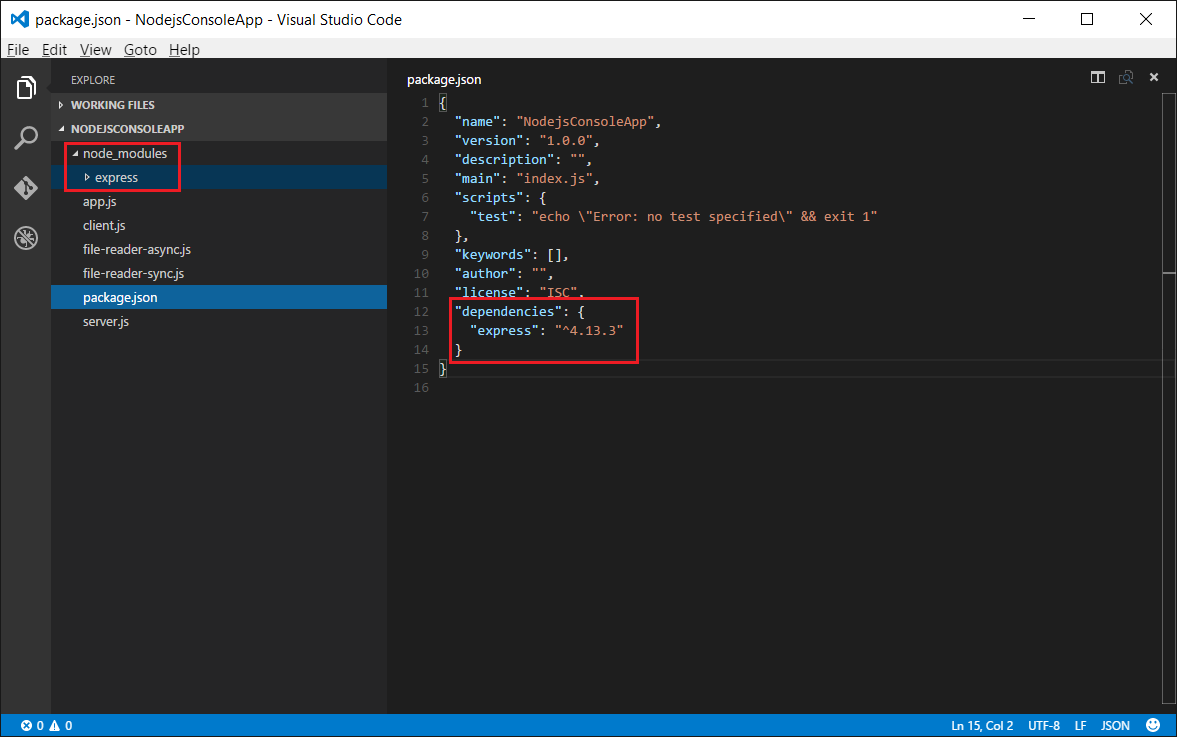 package.json - NodejsConsoleApp - Visual Studio Code
File Edit View Goto Help
EXPLORE
WORKING FILES
NODEJSCONSOLEAPP
node_modules
express
app.js
client.js
file-reader-async.js
file-reader-sync.js
package.json
server.js
package.json
1 {
2 "name": "NodejsConsoleApp",
3 "version": "1.0.0",
4 "description": "",
5 "main": "index.js",
6 "scripts": {
7 "test": "echo \"Error: no test specified\" && exit 1"
8 },
9 "keywords": [],
10 "author": "",
11 "license": "ISC",
12 "dependencies": {
13 "express": "^4.13.3"
14 }
15 }
16
0 0 Ln 15, Col 2 UTF-8 LF JSON